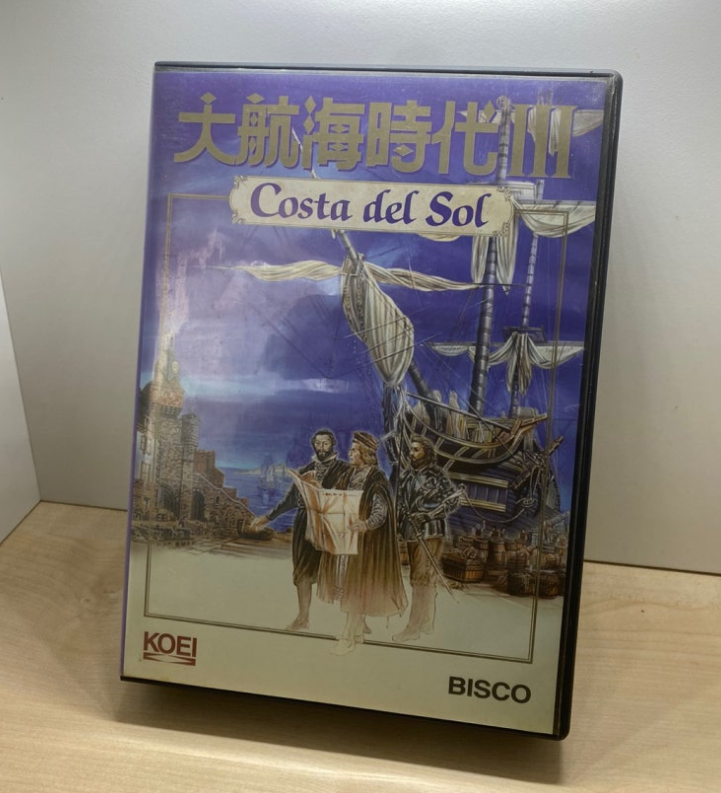 大航海時代III
Costa del Sol
KOEI
BISCO